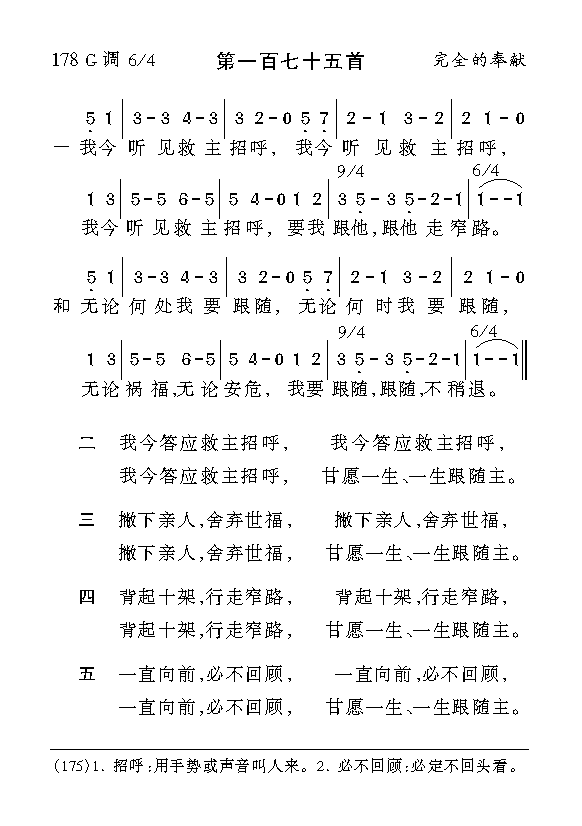 178 G 调 6/4 第一百七十五首 完全的奉献
5̣ 1 | 3-3 4-3 | 3 2-0 5̣ 7̣ | 2-1 3-2 | 2 1-0
一 我今 听 见救 主 招呼， 我今 听 见 救 主 招呼，
9/4 6/4
1 3 | 5-5 6-5 | 5 4-0 1 2 | 3 5̣-3 5̣-2-1 | 1--1
我今 听 见 救 主 招 呼， 要我 跟他，跟他 走 窄 路。
5̣ 1 | 3-3 4-3 | 3 2-0 5̣ 7̣ | 2-1 3-2 | 2 1-0
和 无论 何 处我 要 跟随， 无论 何 时我 要 跟随，
9/4 6/4
1 3 | 5-5 6-5 | 5 4-0 1 2 | 3 5̣-3 5̣-2-1 | 1--1 ‖
无论 祸 福，无 论 安危， 我要 跟随，跟随，不 稍退。
二 我今答应救主招呼， 我今答应救主招呼，
我今答应救主招呼， 甘愿一生、一生跟随主。
三 撇下亲人，舍弃世福， 撇下亲人，舍弃世福，
撇下亲人，舍弃世福， 甘愿一生、一生跟随主。
四 背起十架，行走窄路， 背起十架，行走窄路，
背起十架，行走窄路， 甘愿一生、一生跟随主。
五 一直向前，必不回顾， 一直向前，必不回顾，
一直向前，必不回顾， 甘愿一生、一生跟随主。
(175)1. 招呼：用手势或声音叫人来。2. 必不回顾：必定不回头看。